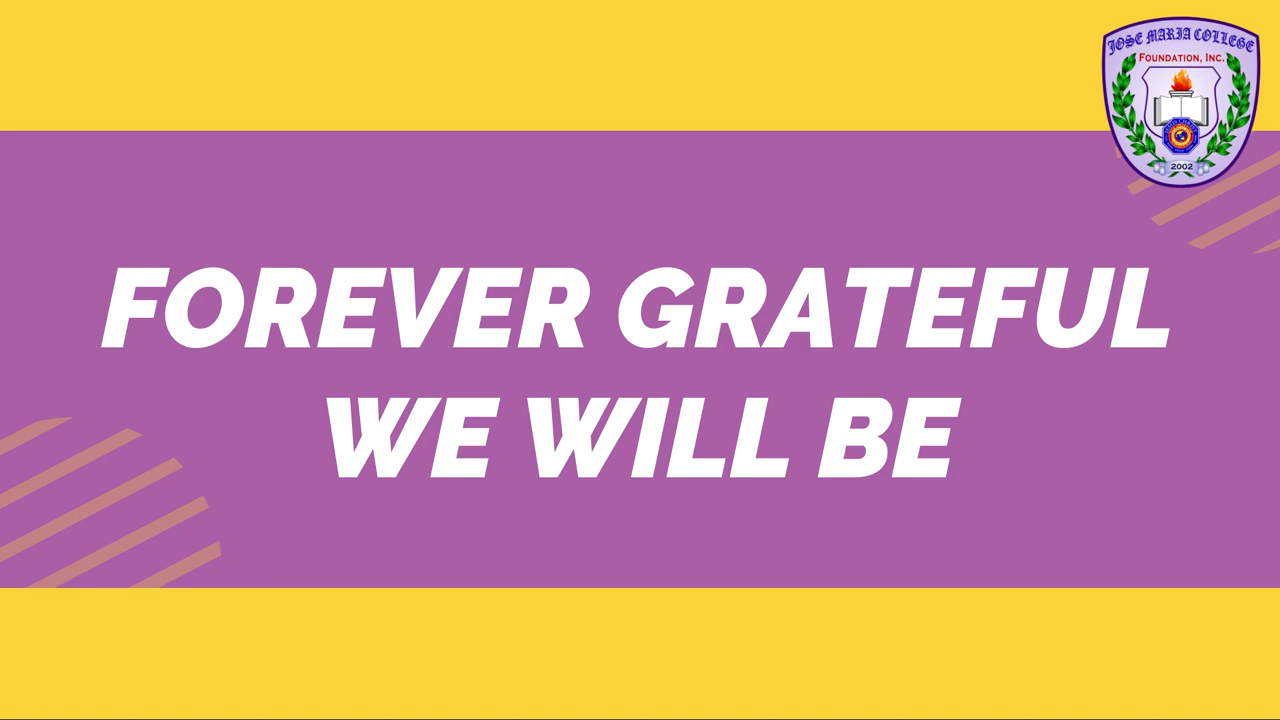 JOSE MARIA COLLEGE
FOUNDATION, INC.
2002
FOREVER GRATEFUL
WE WILL BE